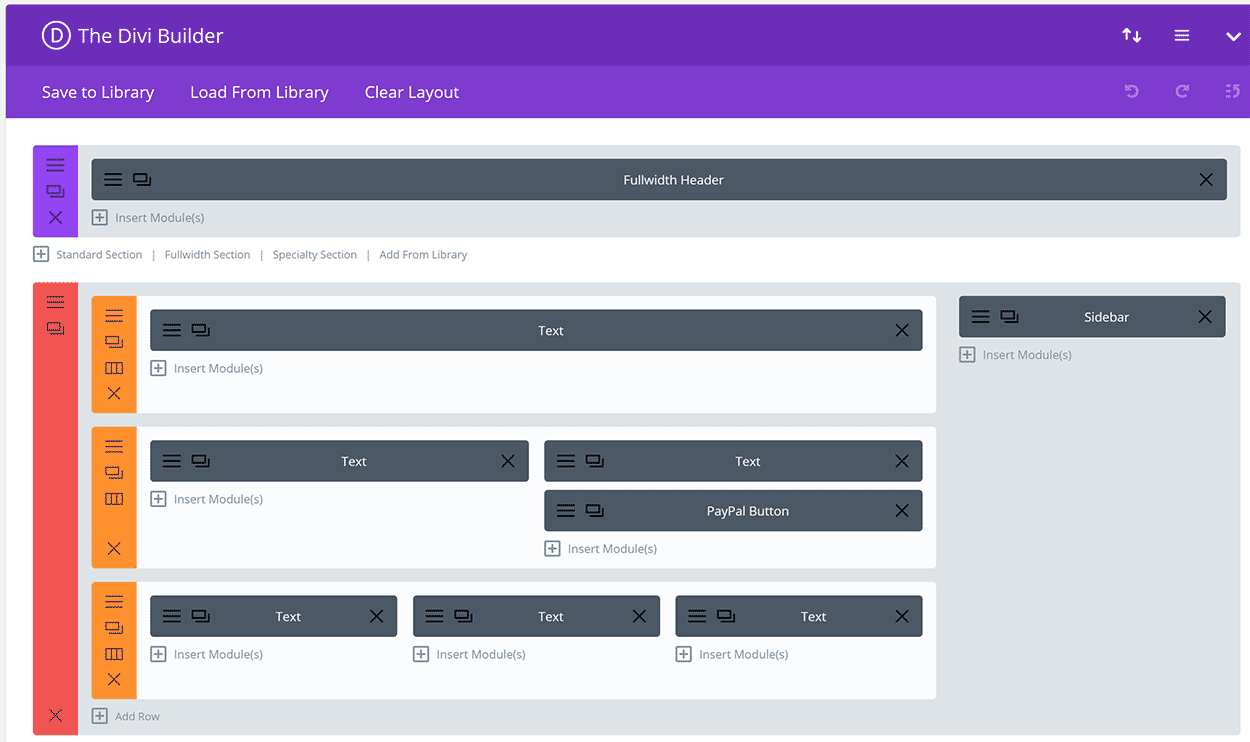 D The Divi Builder
Save to Library Load From Library Clear Layout
Fullwidth Header
Insert Module(s)
Standard Section | Fullwidth Section | Specialty Section | Add From Library
Text
Sidebar
Insert Module(s)
Insert Module(s)
Text
Text
Insert Module(s)
PayPal Button
Insert Module(s)
Text
Text
Text
Insert Module(s)
Insert Module(s)
Insert Module(s)
Add Row